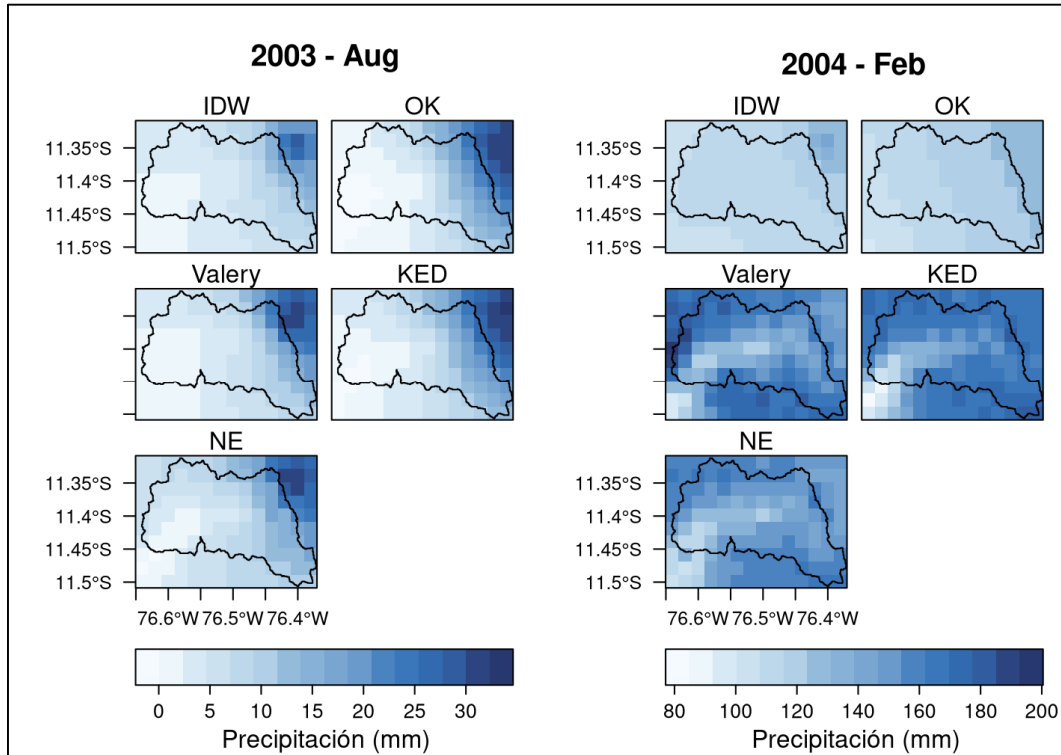 2003 - Aug
2004 - Feb
IDW OK IDW OK
11.35°S
11.4°S
11.45°S
11.5°S
11.35°S
11.4°S
11.45°S
11.5°S
Valery KED Valery KED
NE NE
11.35°S
11.4°S
11.45°S
11.5°S
11.35°S
11.4°S
11.45°S
11.5°S
76.6°W 76.5°W 76.4°W 76.6°W 76.5°W 76.4°W
0 5 10 15 20 25 30
80 100 120 140 160 180 200
Precipitación (mm) Precipitación (mm)